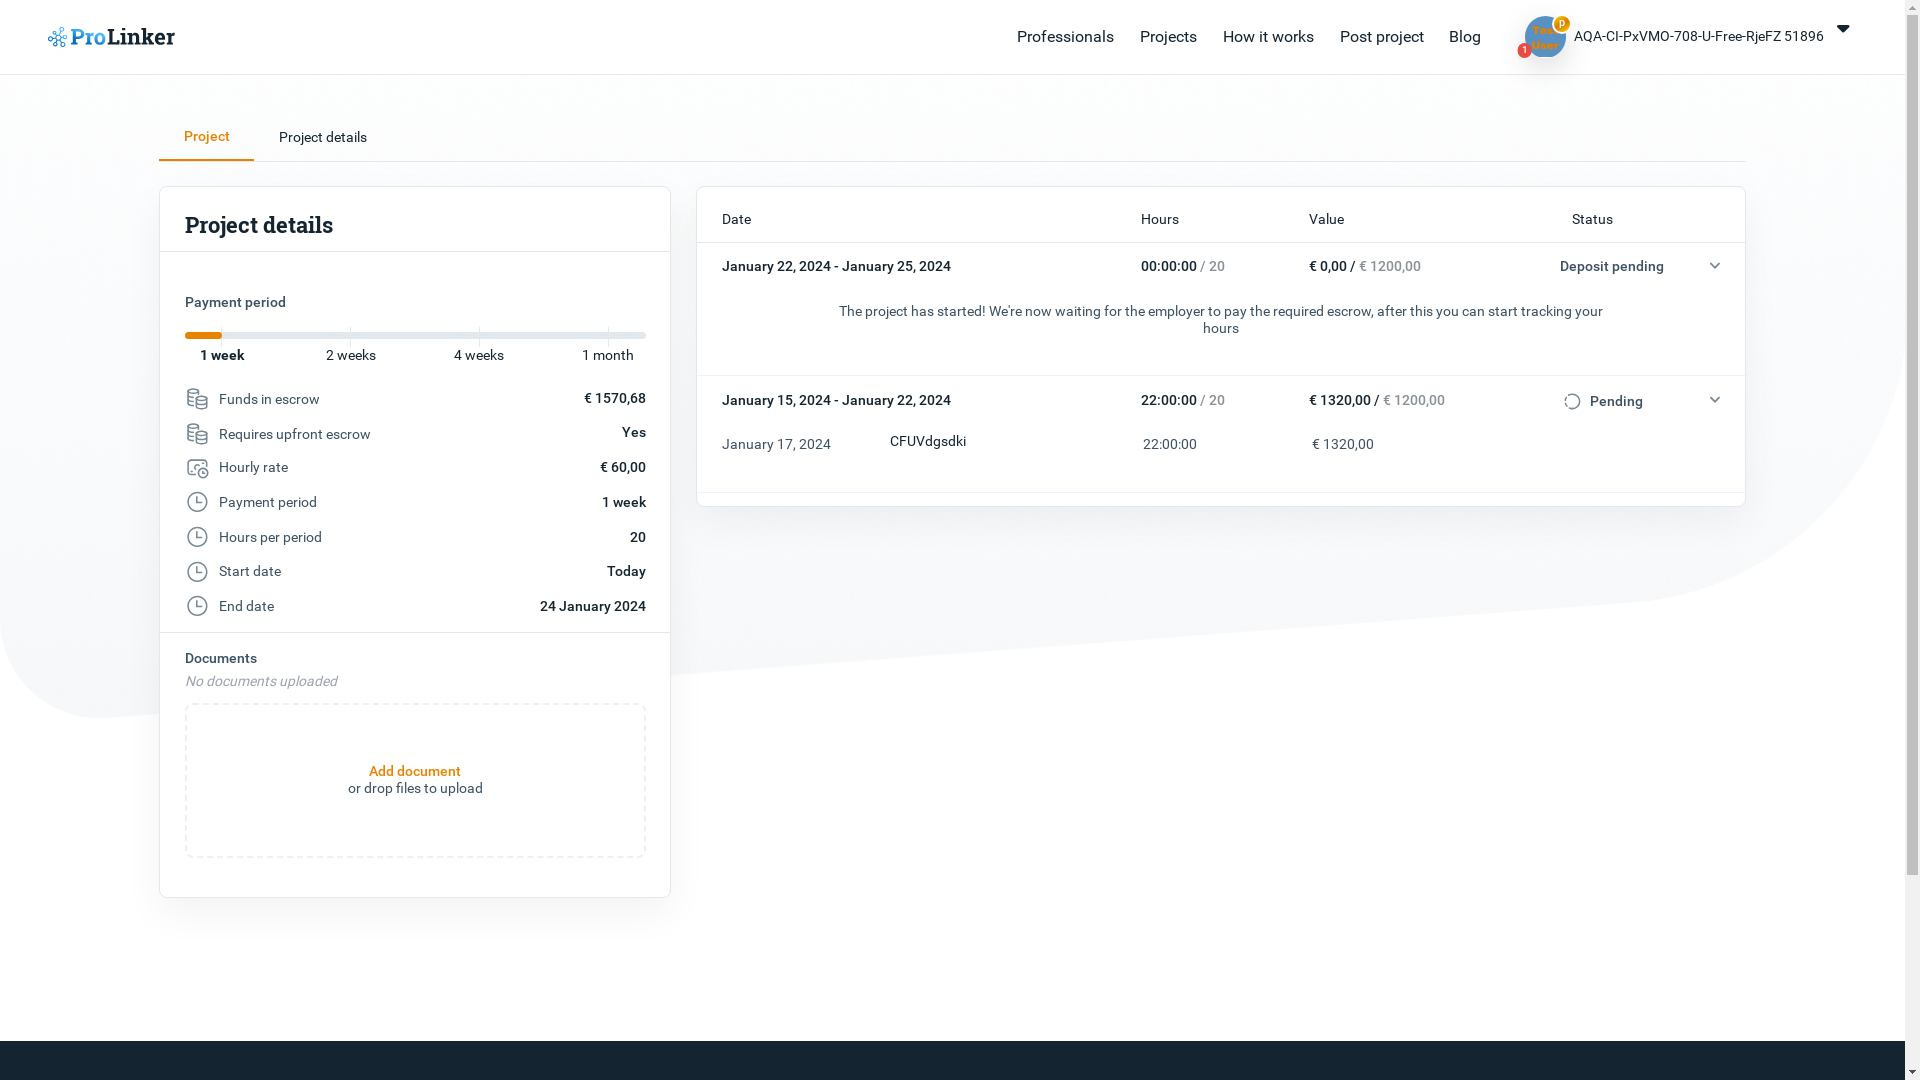 ProLinker
Professionals
Projects
How it works
Post project
Blog
P
1
AQA-CI-PxVMO-708-U-Free-RjeFZ 51896
Project
Project details
Project details
Payment period
1 week
2 weeks
4 weeks
1 month
Funds in escrow
€ 1570,68
Requires upfront escrow
Yes
Hourly rate
€ 60,00
Payment period
1 week
Hours per period
20
Start date
Today
End date
24 January 2024
Documents
No documents uploaded
Add document
or drop files to upload
Date
Hours
Value
Status
January 22, 2024 - January 25, 2024
00:00:00 / 20
€ 0,00 / € 1200,00
Deposit pending
The project has started! We're now waiting for the employer to pay the required escrow, after this you can start tracking your
hours
January 15, 2024 - January 22, 2024
22:00:00 / 20
€ 1320,00 / € 1200,00
Pending
January 17, 2024
CFUVdgsdki
22:00:00
€ 1320,00